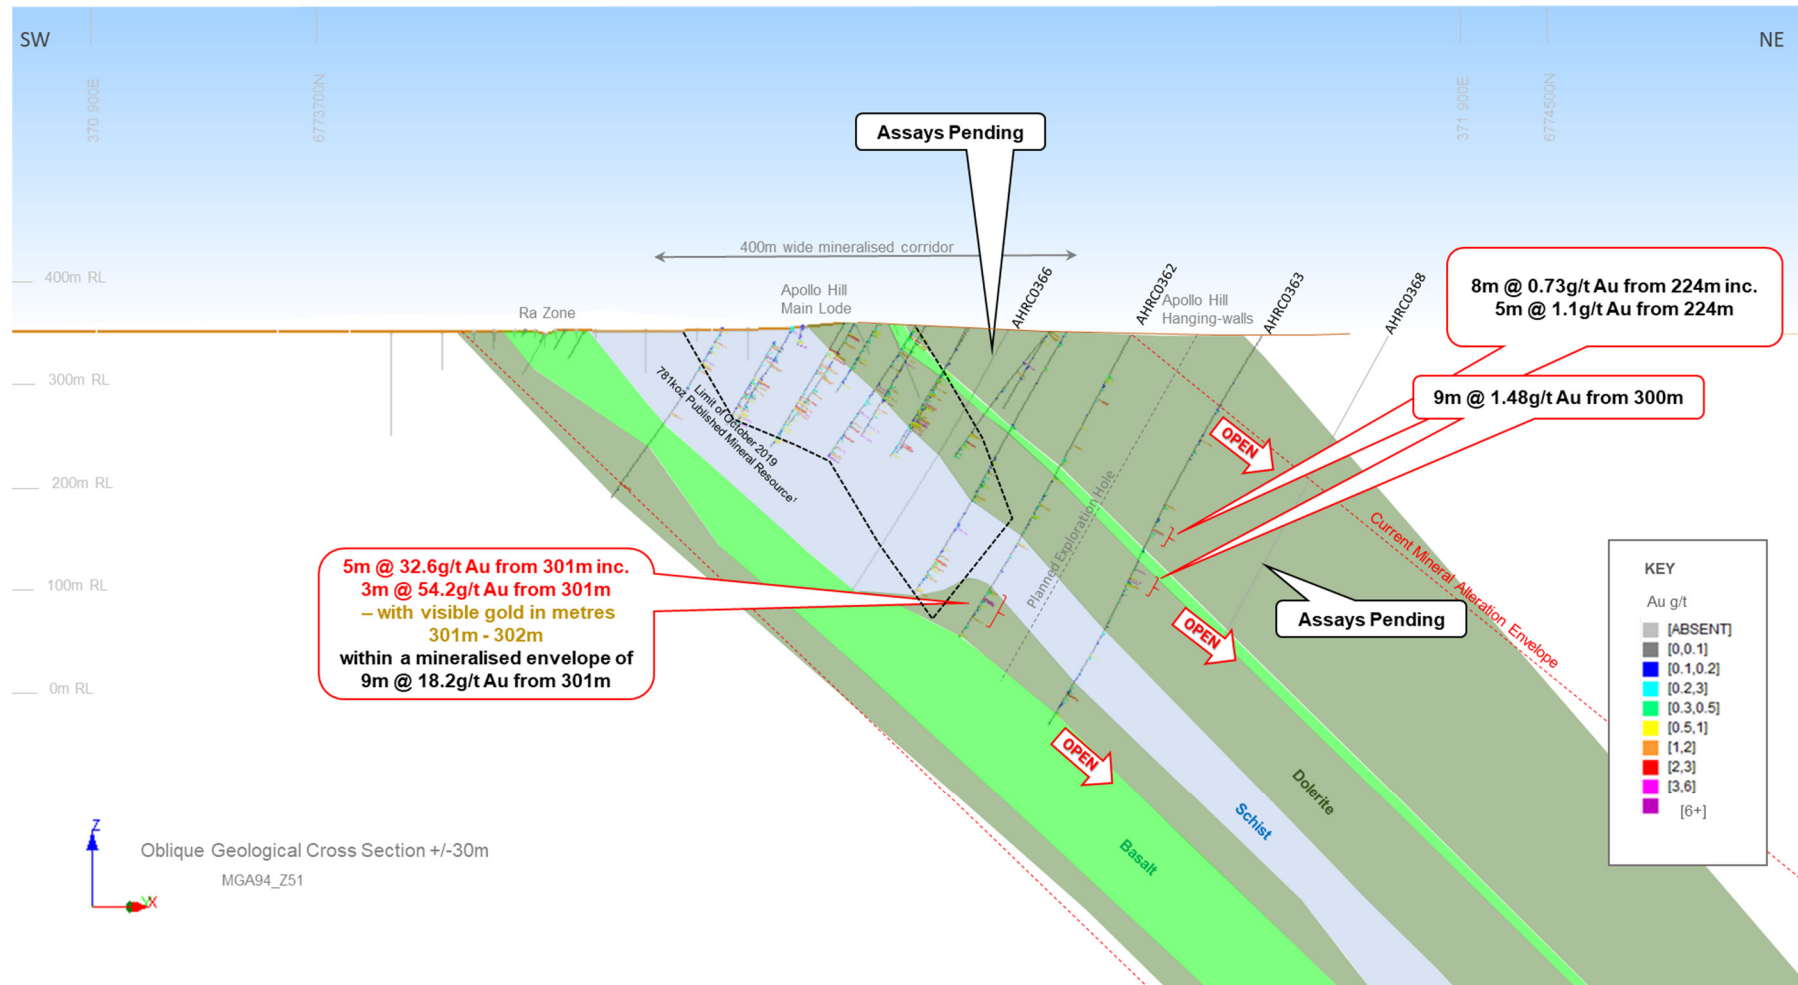 SW
NE
370 900E
6773700N
371 900E
6774500N
Assays Pending
400m wide mineralised corridor
400m RL
300m RL
200m RL
100m RL
0m RL
Ra Zone
Apollo Hill
Main Lode
AHRC0366
AHRC0362
Apollo Hill
Hanging-walls
AHRC0363
AHRC0368
8m @ 0.73g/t Au from 224m inc.
5m @ 1.1g/t Au from 224m
9m @ 1.48g/t Au from 300m
Limit of October 2019
781koz Published Mineral Resource¹
Planned Exploration Hole
OPEN
OPEN
OPEN
Current Mineral Alteration Envelope
5m @ 32.6g/t Au from 301m inc.
3m @ 54.2g/t Au from 301m
– with visible gold in metres
301m - 302m
within a mineralised envelope of
9m @ 18.2g/t Au from 301m
Assays Pending
Dolerite
Schist
Basalt
KEY
Au g/t
[ABSENT]
[0,0.1]
[0.1,0.2]
[0.2,3]
[0.3,0.5]
[0.5,1]
[1,2]
[2,3]
[3,6]
[6+]
Z
Y
X
Oblique Geological Cross Section +/-30m
MGA94_Z51